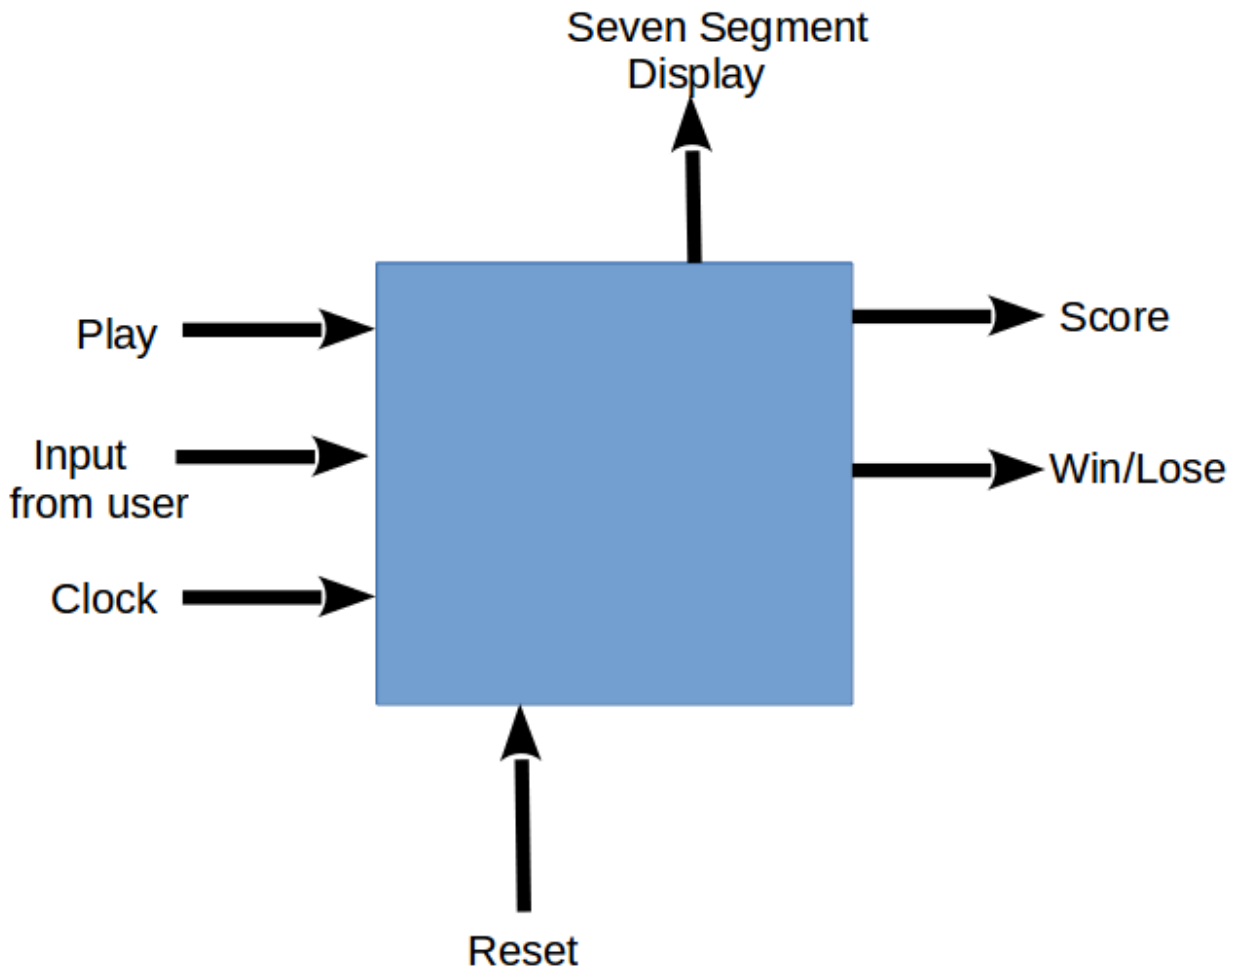 Seven Segment
Display
Play
Score
Input
from user
Win/Lose
Clock
Reset